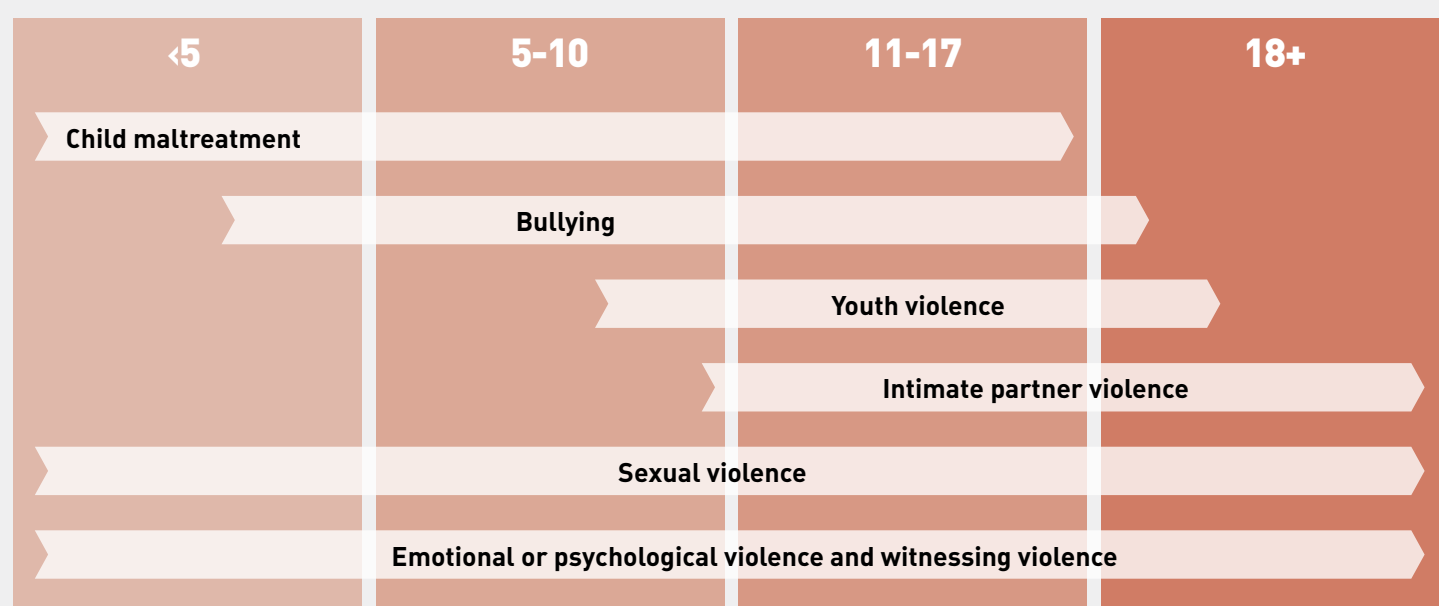 <5
5-10
11-17
18+
Child maltreatment
Bullying
Youth violence
Intimate partner violence
Sexual violence
Emotional or psychological violence and witnessing violence